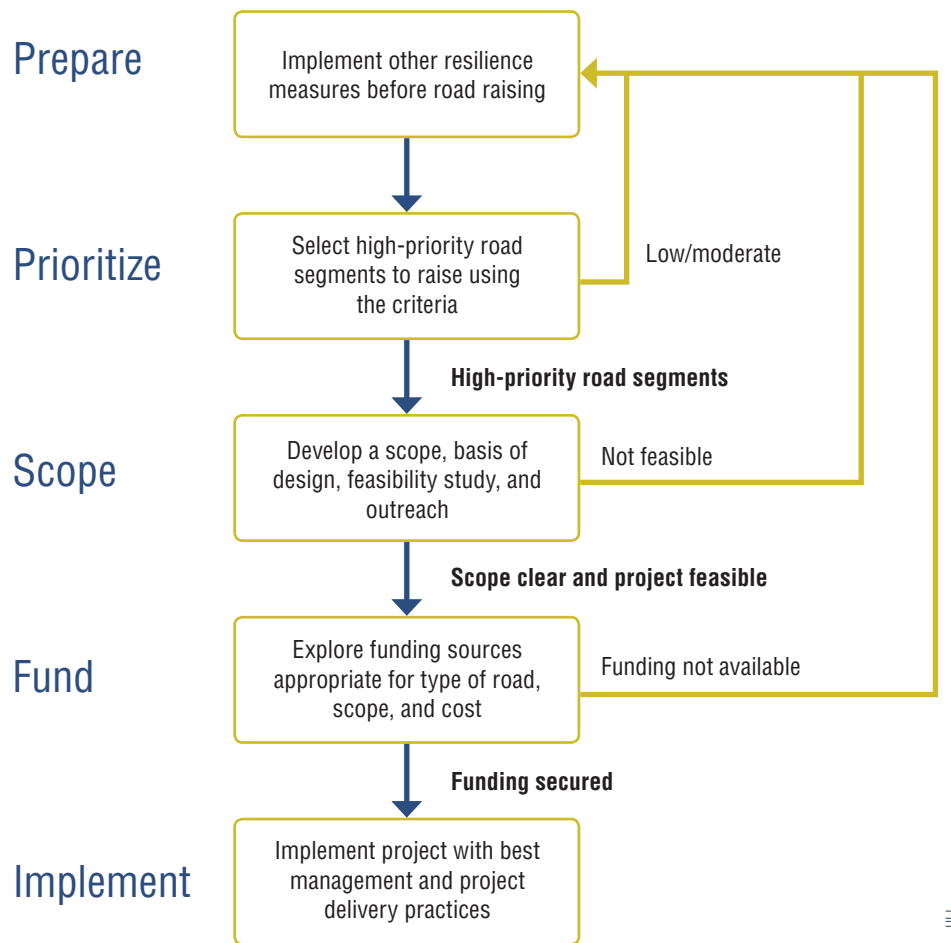 Prepare
Implement other resilience
measures before road raising
Prioritize
Select high-priority road
segments to raise using
the criteria
Low/moderate
High-priority road segments
Scope
Develop a scope, basis of
design, feasibility study, and
outreach
Not feasible
Scope clear and project feasible
Fund
Explore funding sources
appropriate for type of road,
scope, and cost
Funding not available
Funding secured
Implement
Implement project with best
management and project
delivery practices